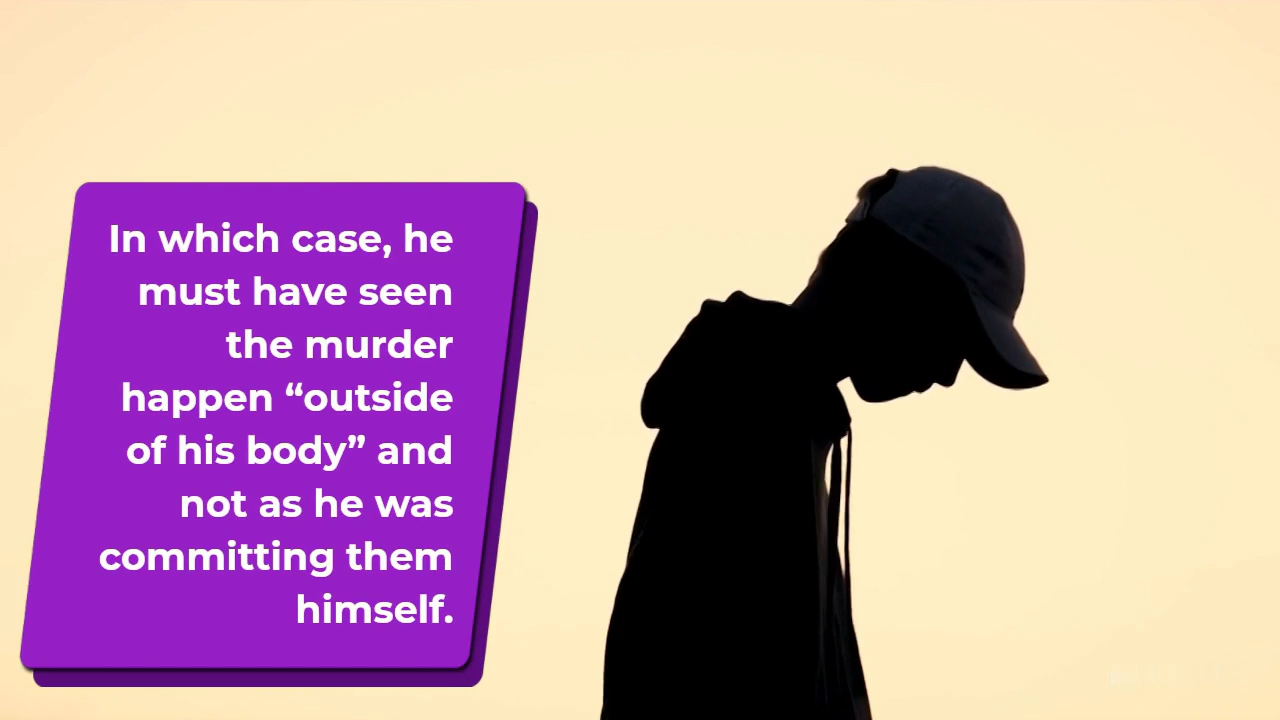 In which case, he
must have seen
the murder
happen “outside
of his body” and
not as he was
committing them
himself.